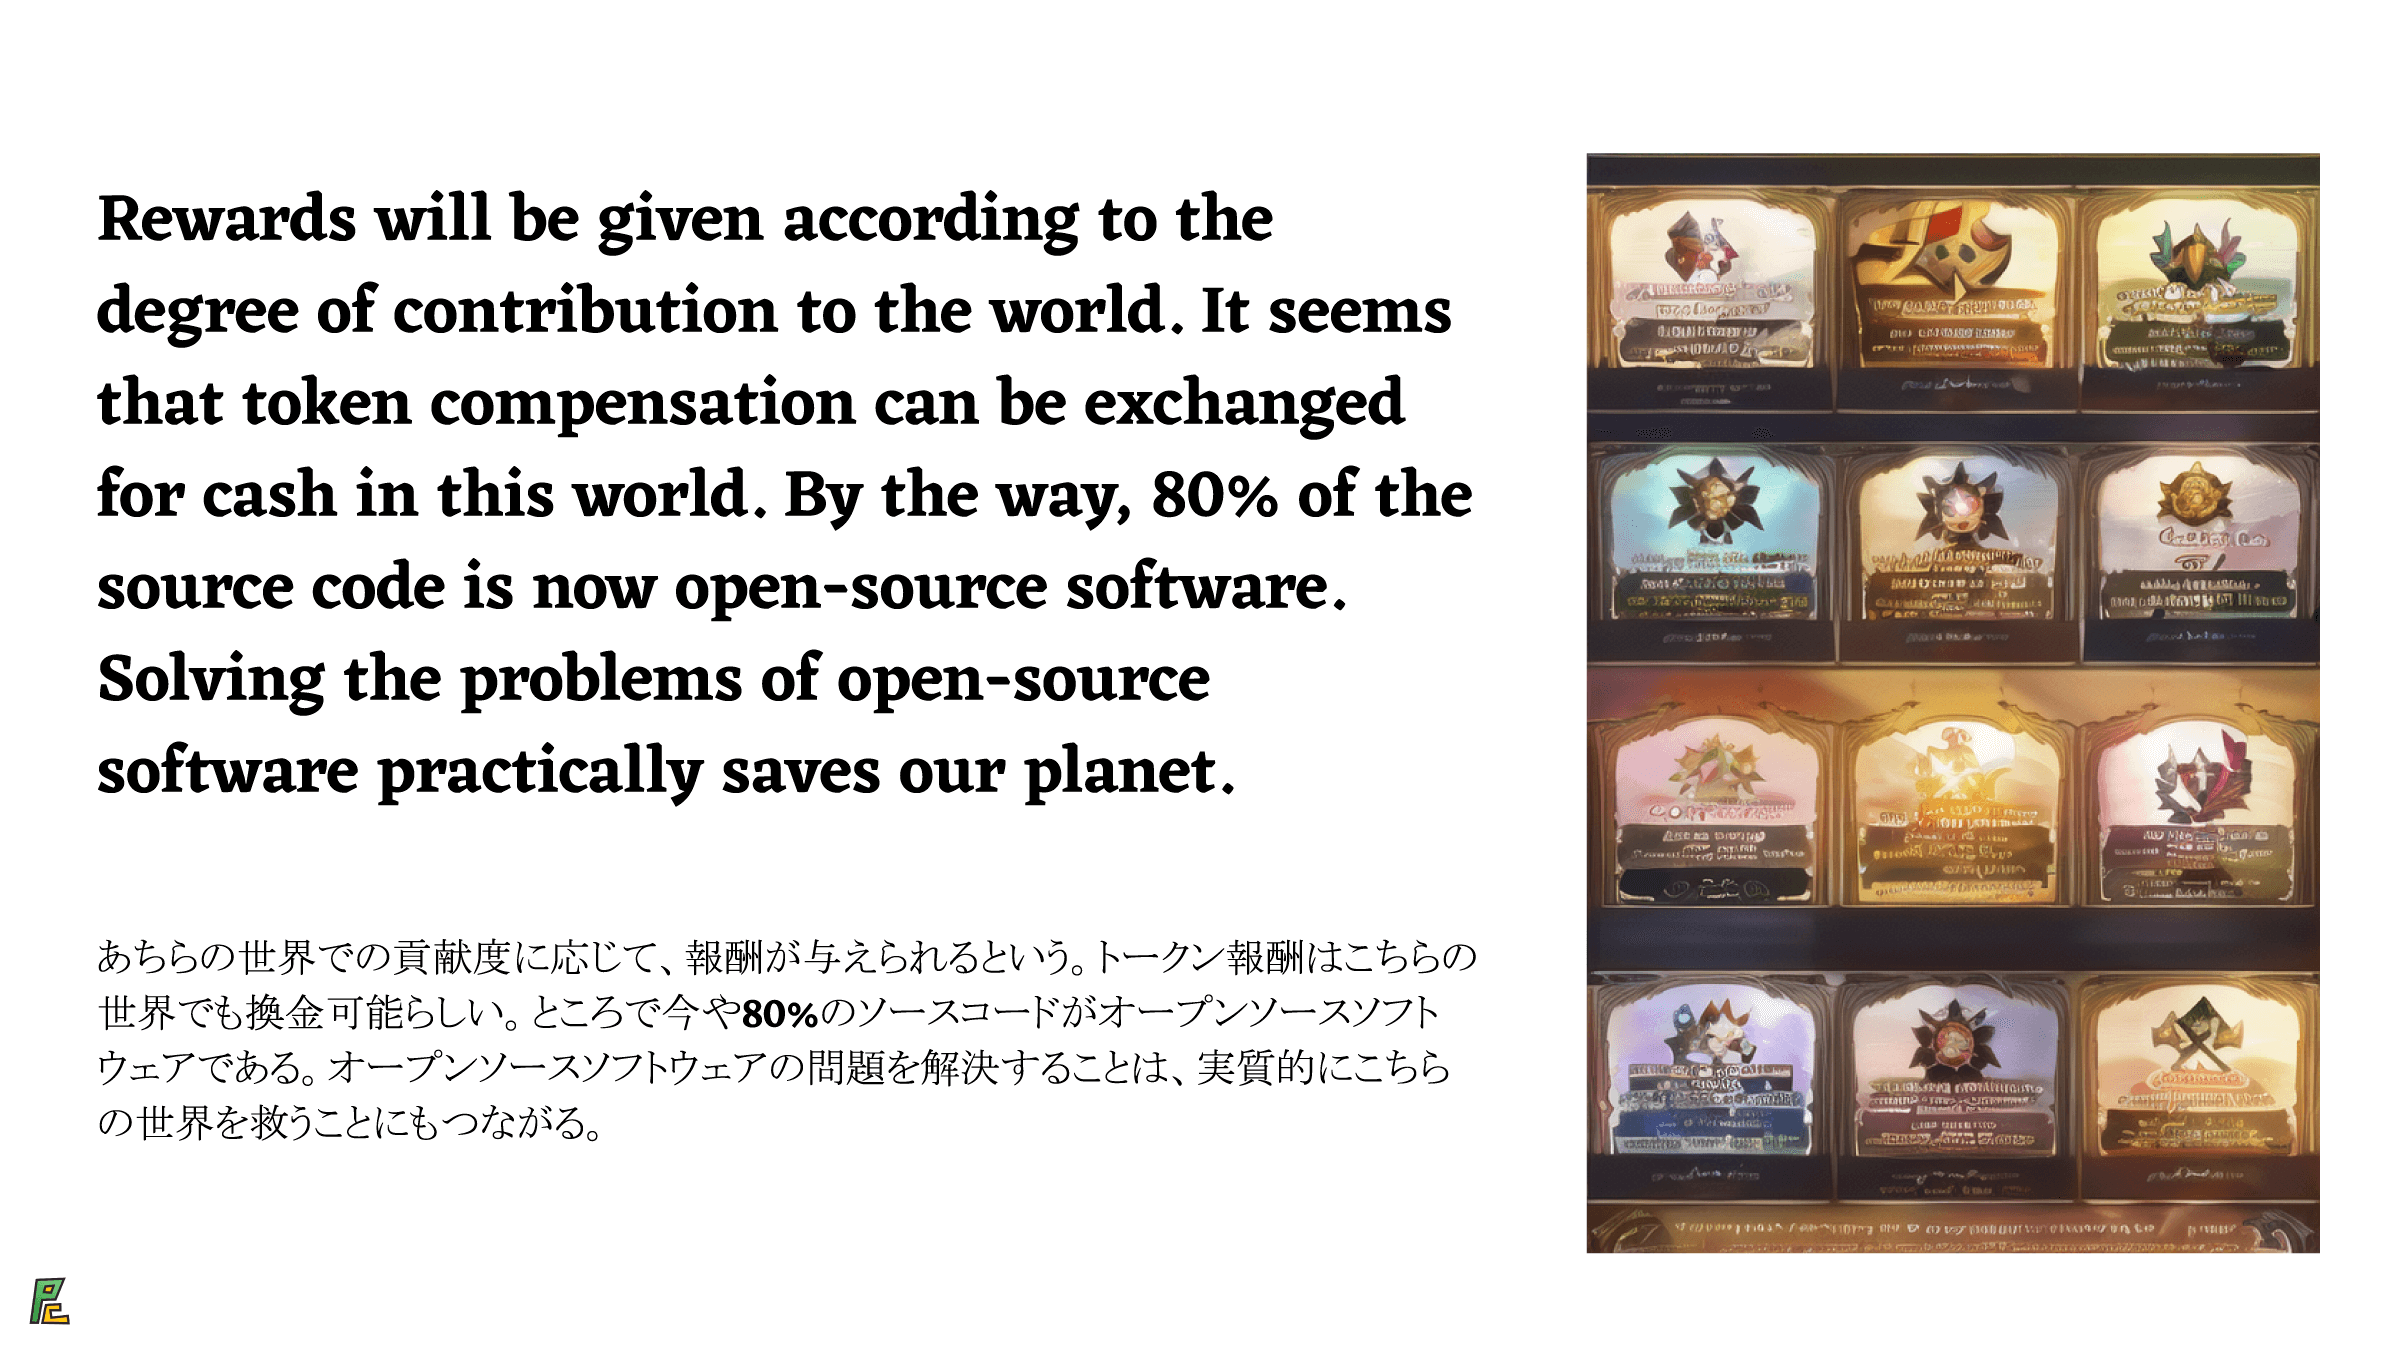 Rewards will be given according to the
degree of contribution to the world. It seems
that token compensation can be exchanged
for cash in this world. By the way, 80% of the
source code is now open-source software.
Solving the problems of open-source
software practically saves our planet.
あちらの世界での貢献度に応じて、報酬が与えられるという。トークン報酬はこちらの
世界でも換金可能らしい。ところで今や80%のソースコードがオープンソースソフト
ウェアである。オープンソースソフトウェアの問題を解決することは、実質的にこちら
の世界を救うことにもつながる。